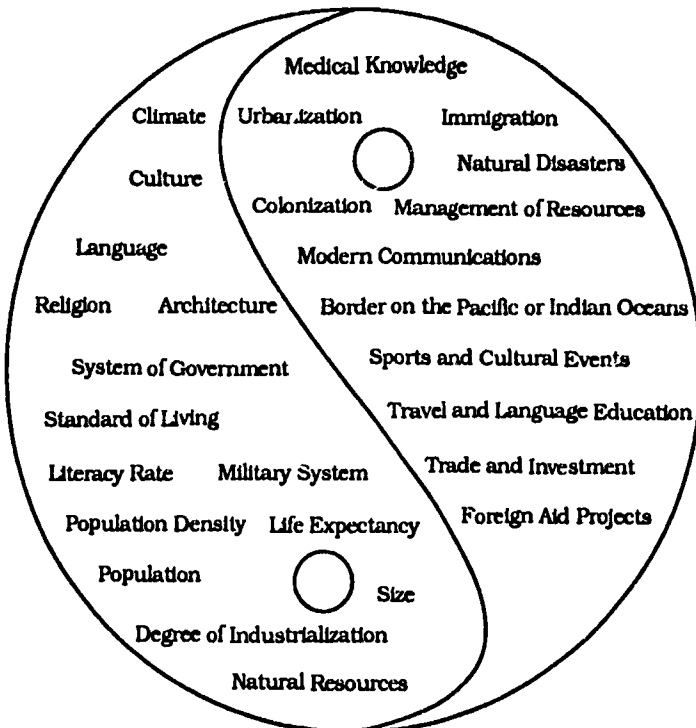 Medical Knowledge
Climate
Urbanization
Immigration
Natural Disasters
Culture
Colonization
Management of Resources
Language
Modern Communications
Religion
Architecture
Border on the Pacific or Indian Oceans
Sports and Cultural Events
System of Government
Travel and Language Education
Standard of Living
Literacy Rate
Military System
Trade and Investment
Population Density
Life Expectancy
Foreign Aid Projects
Population
Size
Degree of Industrialization
Natural Resources